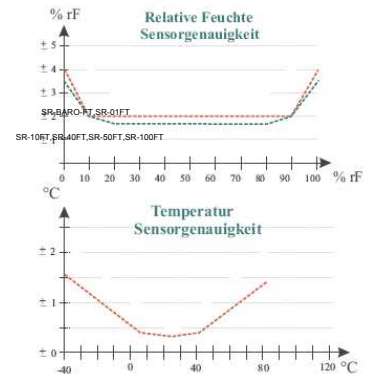 % rF
Relative Feuchte
Sensorgenauigkeit
± 5
± 4
± 3
± 2
SR-BARO-FT,SR-01FT
± 1
SR-10FT,SR-40FT,SR-50FT,SR-100FT
0 10 20 30 40 50 60 70 80 90 100 % rF
°C
Temperatur
Sensorgenauigkeit
± 2
± 1
± 0
-40 0 40 80 120 °C